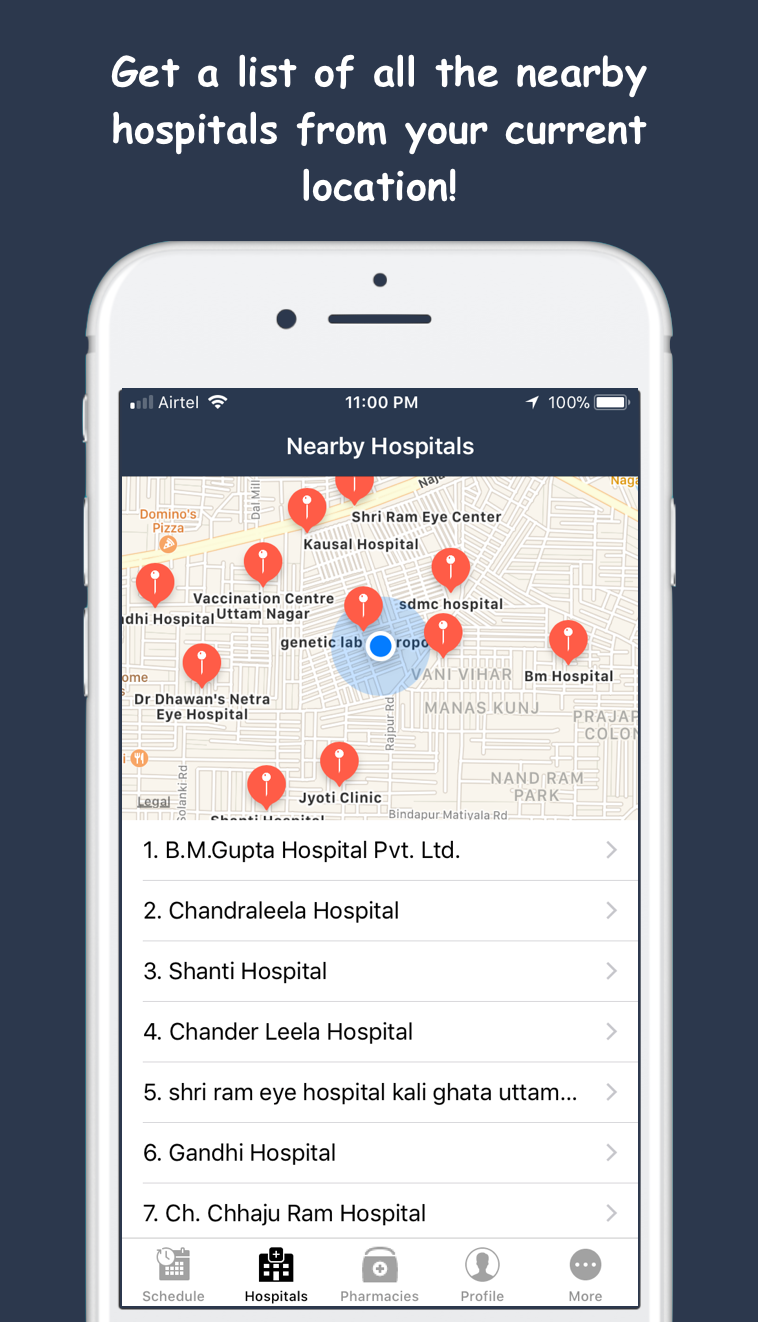 Get a list of all the nearby
hospitals from your current
location!
Airtel
11:00 PM
100%
Nearby Hospitals
Dal Mill
Naja
Naga
Domino's
Pizza
Shri Ram Eye Center
Kausal Hospital
Vaccination Centre
Uttam Nagar
sdmc hospital
dhi Hospital
genetic lab
ropo
ome
VANI VIHAR
Bm Hospital
Dr Dhawan's Netra
Eye Hospital
MANAS KUNJ
Rajpur Rd
PRAJAP
COLON
Solanki Rd
NAND RAM
PARK
Jyoti Clinic
Legal
Shanti Hospital
Bindapur Matiyala Rd
1. B.M.Gupta Hospital Pvt. Ltd.
2. Chandraleela Hospital
3. Shanti Hospital
4. Chander Leela Hospital
5. shri ram eye hospital kali ghata uttam...
6. Gandhi Hospital
7. Ch. Chhaju Ram Hospital
Schedule
Hospitals
Pharmacies
Profile
More